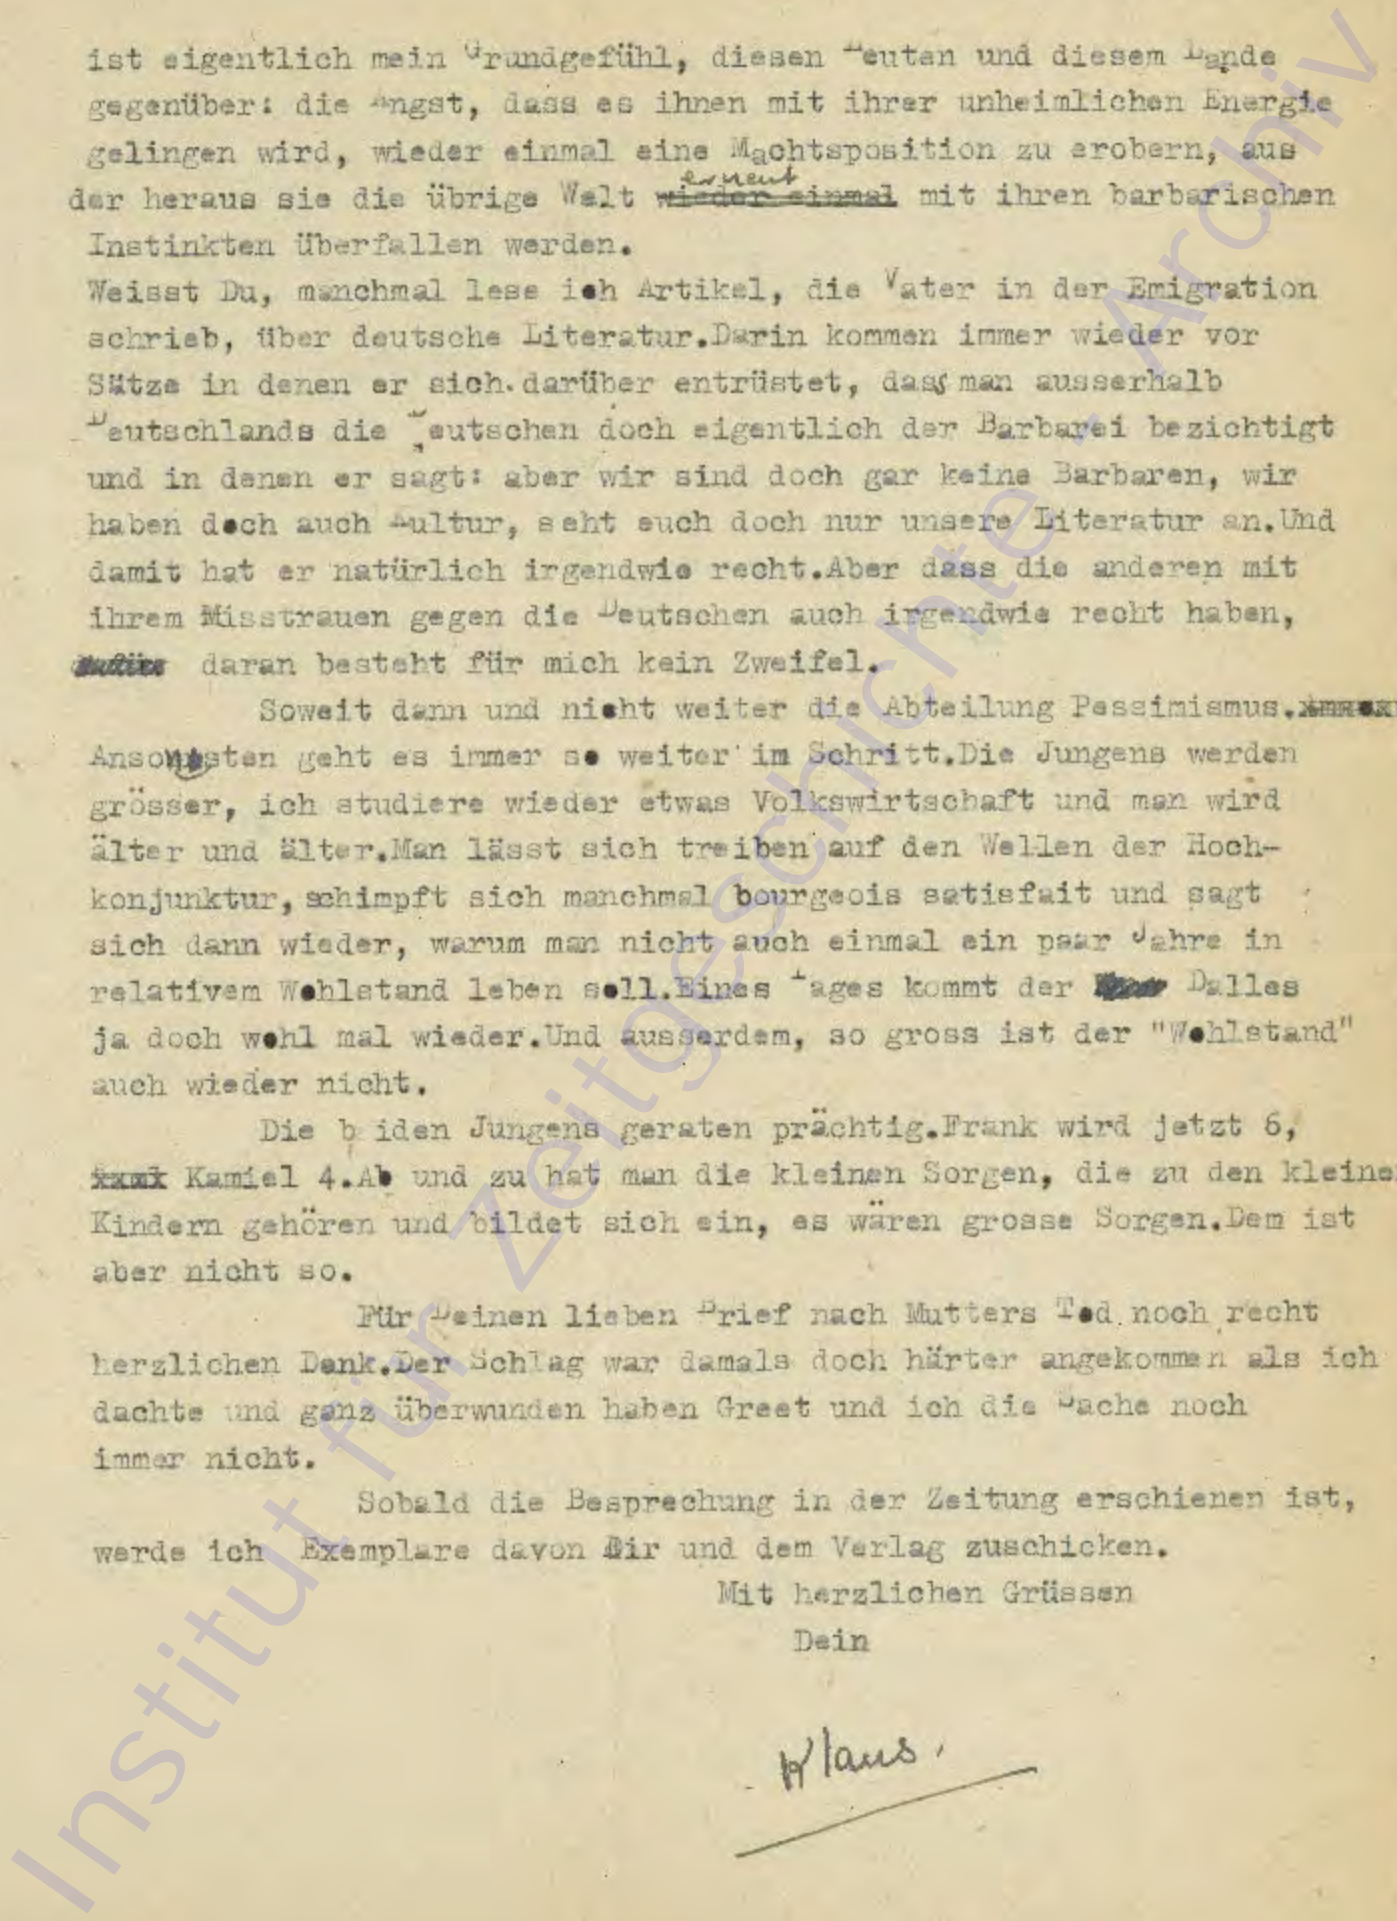 ist eigentlich mein Grundgefühl, diesen Leuten und diesem Lande
gegenüber: die Angst, dass es ihnen mit ihrer unheimlichen Energie
gelingen wird, wieder einmal eine Machtsposition zu erobern, aus
erneut
der heraus sie die übrige Welt wieder einmal mit ihren barbarischen
Instinkten überfallen werden.
Weisst Du, manchmal lese ich Artikel, die Vater in der Emigration
schrieb, über deutsche Literatur.Darin kommen immer wieder vor
Sätze in denen er sich darüber entrüstet, dass man ausserhalb
Deutschlands die Deutschen doch eigentlich der Barbarei bezichtigt
und in denen er sagt: aber wir sind doch gar keine Barbaren, wir
haben doch auch Kultur, seht euch doch nur unsere Literatur an.Und
damit hat er natürlich irgendwie recht.Aber dass die anderen mit
ihrem Misstrauen gegen die Deutschen auch irgendwie recht haben,
daran besteht für mich kein Zweifel.
Soweit dann und nicht weiter die Abteilung Pessimismus.
Ansonsten geht es immer so weiter im Schritt.Die Jungens werden
grösser, ich studiere wieder etwas Volkswirtschaft und man wird
älter und älter.Man lässt sich treiben auf den Wellen der Hoch-
konjunktur, schimpft sich manchmal bourgeois satisfait und sagt
sich dann wieder, warum man nicht auch einmal ein paar Jahre in
relativem Wohlstand leben soll.Eines Tages kommt der Dalles
ja doch wohl mal wieder.Und ausserdem, so gross ist der "Wohlstand"
auch wieder nicht.
Die b iden Jungens geraten prächtig.Frank wird jetzt 6,
Kamiel 4.Ab und zu hat man die kleinen Sorgen, die zu den kleine
Kindern gehören und bildet sich ein, es wären grosse Sorgen.Dem ist
aber nicht so.
Für Deinen lieben Brief nach Mutters Tod noch recht
herzlichen Dank.Der Schlag war damals doch härter angekommen als ich
dachte und ganz überwunden haben Greet und ich die Sache noch
immer nicht.
Sobald die Besprechung in der Zeitung erschienen ist,
werde ich Exemplare davon Dir und dem Verlag zuschicken.
Mit herzlichen Grüssen
Dein
Klaus.
Institut für Zeitgeschichte - Archiv